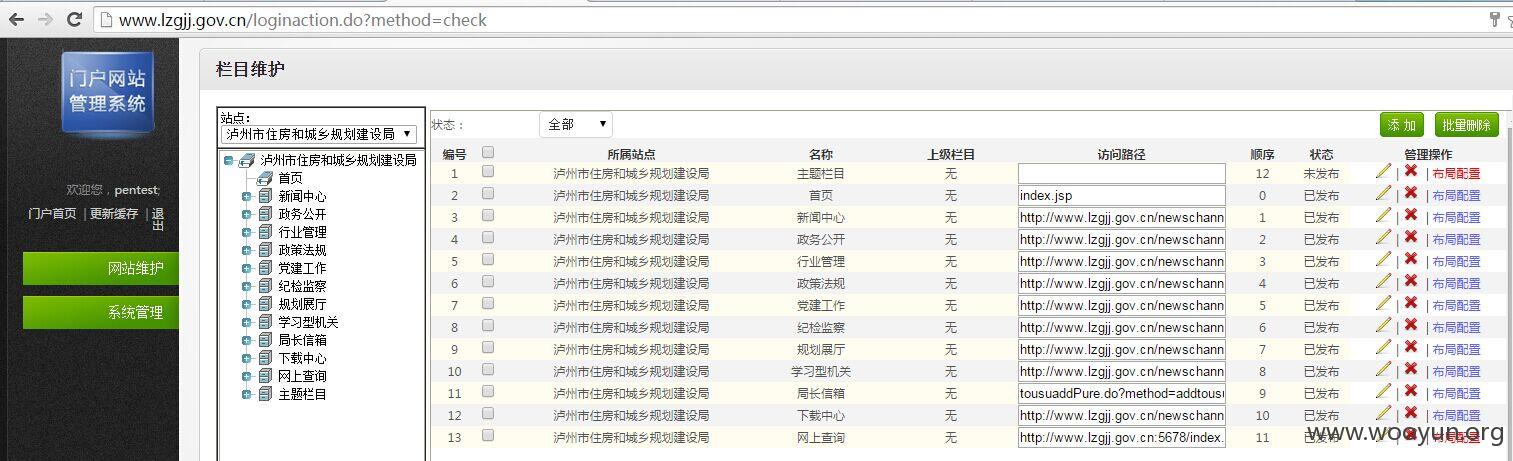 www.lzgjj.gov.cn/loginaction.do?method=check
门户网站
管理系统
欢迎您，pentest;
门户首页 | 更新缓存 | 退出
网站维护
系统管理
栏目维护
站点：
泸州市住房和城乡规划建设局
泸州市住房和城乡规划建设局
首页
新闻中心
政务公开
行业管理
政策法规
党建工作
纪检监察
规划展厅
学习型机关
局长信箱
下载中心
网上查询
主题栏目
状态： 全部 添 加 批量删除
编号 所属站点 名称 上级栏目 访问路径 顺序 状态 管理操作
1 泸州市住房和城乡规划建设局 主题栏目 无 12 未发布 | | 布局配置
2 泸州市住房和城乡规划建设局 首页 无 index.jsp 0 已发布 | | 布局配置
3 泸州市住房和城乡规划建设局 新闻中心 无 http://www.lzgjj.gov.cn/newschann 1 已发布 | | 布局配置
4 泸州市住房和城乡规划建设局 政务公开 无 http://www.lzgjj.gov.cn/newschann 2 已发布 | | 布局配置
5 泸州市住房和城乡规划建设局 行业管理 无 http://www.lzgjj.gov.cn/newschann 3 已发布 | | 布局配置
6 泸州市住房和城乡规划建设局 政策法规 无 http://www.lzgjj.gov.cn/newschann 4 已发布 | | 布局配置
7 泸州市住房和城乡规划建设局 党建工作 无 http://www.lzgjj.gov.cn/newschann 5 已发布 | | 布局配置
8 泸州市住房和城乡规划建设局 纪检监察 无 http://www.lzgjj.gov.cn/newschann 6 已发布 | | 布局配置
9 泸州市住房和城乡规划建设局 规划展厅 无 http://www.lzgjj.gov.cn/newschann 7 已发布 | | 布局配置
10 泸州市住房和城乡规划建设局 学习型机关 无 http://www.lzgjj.gov.cn/newschann 8 已发布 | | 布局配置
11 泸州市住房和城乡规划建设局 局长信箱 无 tousuaddPure.do?method=addtousu 9 已发布 | | 布局配置
12 泸州市住房和城乡规划建设局 下载中心 无 http://www.lzgjj.gov.cn/newschann 10 已发布 | | 布局配置
13 泸州市住房和城乡规划建设局 网上查询 无 http://www.lzgjj.gov.cn:5678/index. 11 已发布 | | 布局配置
www.wooyun.org